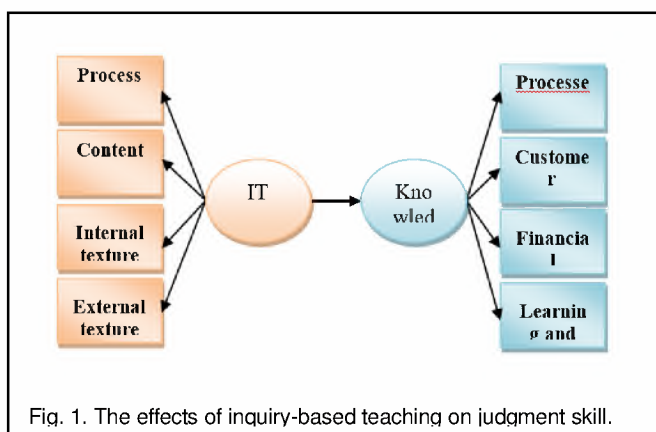 Process
Content
Internal
texture
External
texture
IT
Kno
wled
Processe
Custome
r
Financia
l
Learnin
g and
Fig. 1. The effects of inquiry-based teaching on judgment skill.